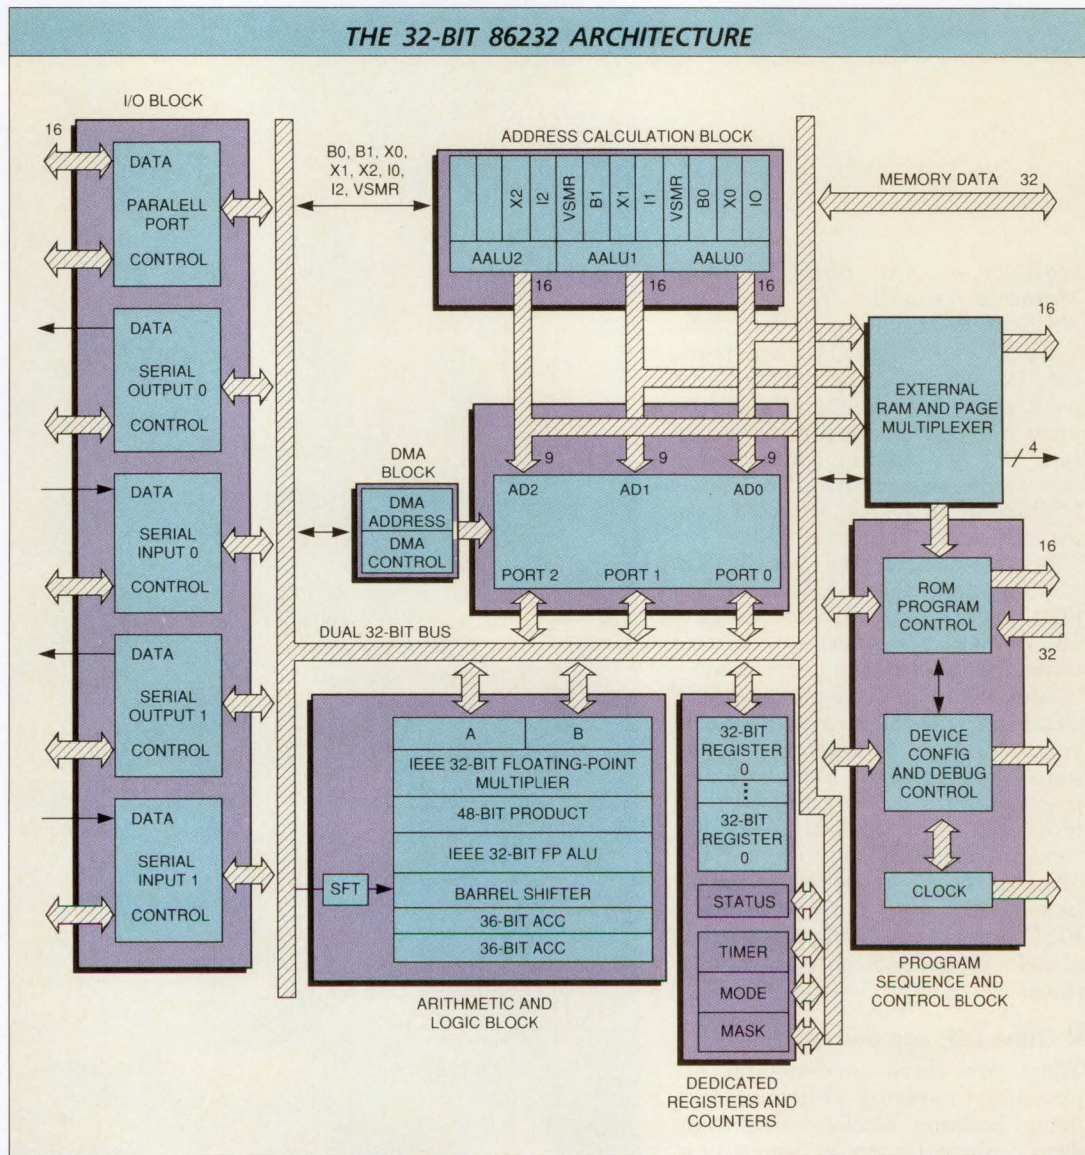 THE 32-BIT 86232 ARCHITECTURE
I/O BLOCK
16
DATA
PARALELL
PORT
CONTROL
DATA
SERIAL
OUTPUT 0
CONTROL
DATA
SERIAL
INPUT 0
CONTROL
DATA
SERIAL
OUTPUT 1
CONTROL
DATA
SERIAL
INPUT 1
CONTROL
B0, B1, X0,
X1, X2, I0,
I2, VSMR
ADDRESS CALCULATION BLOCK
X2
I2
VSMR
B1
X1
I1
VSMR
B0
X0
IO
AALU2
AALU1
AALU0
16
16
16
MEMORY DATA 32
16
EXTERNAL
RAM AND PAGE
MULTIPLEXER
4
DMA
BLOCK
DMA
ADDRESS
DMA
CONTROL
9
9
9
AD2
AD1
AD0
PORT 2
PORT 1
PORT 0
DUAL 32-BIT BUS
16
ROM
PROGRAM
CONTROL
32
DEVICE
CONFIG
AND DEBUG
CONTROL
CLOCK
PROGRAM
SEQUENCE AND
CONTROL BLOCK
A
B
IEEE 32-BIT FLOATING-POINT
MULTIPLIER
48-BIT PRODUCT
IEEE 32-BIT FP ALU
SFT
BARREL SHIFTER
36-BIT ACC
36-BIT ACC
ARITHMETIC AND
LOGIC BLOCK
32-BIT
REGISTER
0
32-BIT
REGISTER
0
STATUS
TIMER
MODE
MASK
DEDICATED
REGISTERS AND
COUNTERS